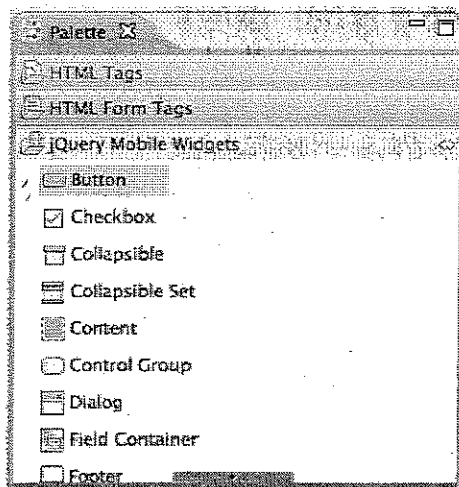 Palette
HTML Tags
HTML Form Tags
jQuery Mobile Widgets
Button
Checkbox
Collapsible
Collapsible Set
Content
Control Group
Dialog
Field Container
Footer